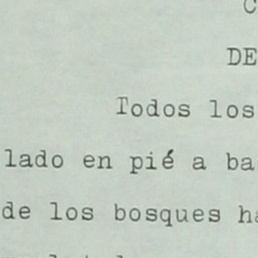 DE
Todos los
lado en pié a ba
de los bosques ha